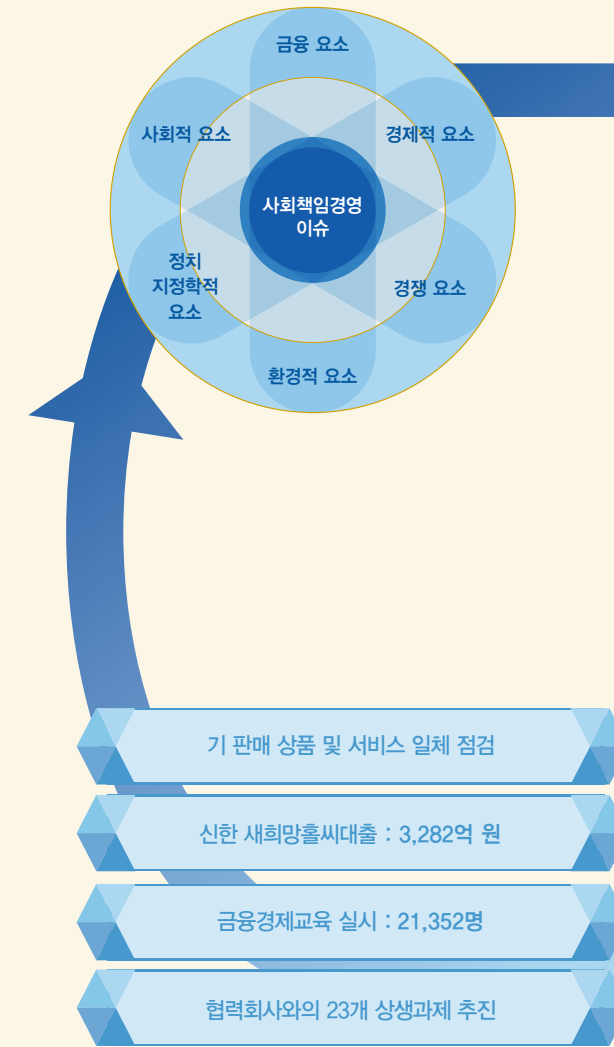 금융 요소
사회적 요소
경제적 요소
사회책임경영
이슈
정치
지정학적
요소
경쟁 요소
환경적 요소
기 판매 상품 및 서비스 일체 점검
신한 새희망홀씨대출 : 3,282억 원
금융경제교육 실시 : 21,352명
협력회사와의 23개 상생과제 추진